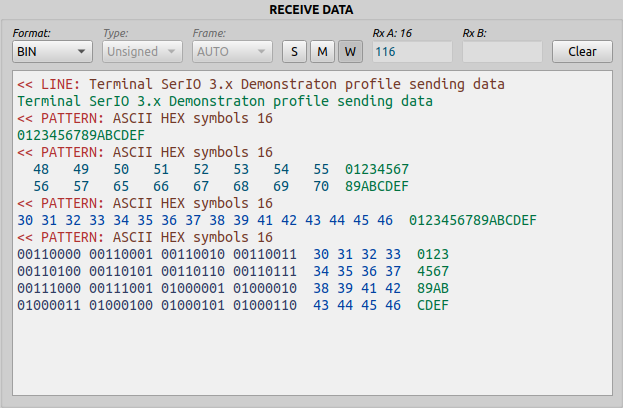 RECEIVE DATA
Format: Type: Frame: Rx A: 16 Rx B:
BIN Unsigned AUTO S M W 116 Clear
<< LINE: Terminal SerIO 3.x Demonstraton profile sending data
Terminal SerIO 3.x Demonstraton profile sending data
<< PATTERN: ASCII HEX symbols 16
0123456789ABCDEF
<< PATTERN: ASCII HEX symbols 16
48 49 50 51 52 53 54 55 01234567
56 57 65 66 67 68 69 70 89ABCDEF
<< PATTERN: ASCII HEX symbols 16
30 31 32 33 34 35 36 37 38 39 41 42 43 44 45 46 0123456789ABCDEF
<< PATTERN: ASCII HEX symbols 16
00110000 00110001 00110010 00110011 30 31 32 33 0123
00110100 00110101 00110110 00110111 34 35 36 37 4567
00111000 00111001 01000001 01000010 38 39 41 42 89AB
01000011 01000100 01000101 01000110 43 44 45 46 CDEF